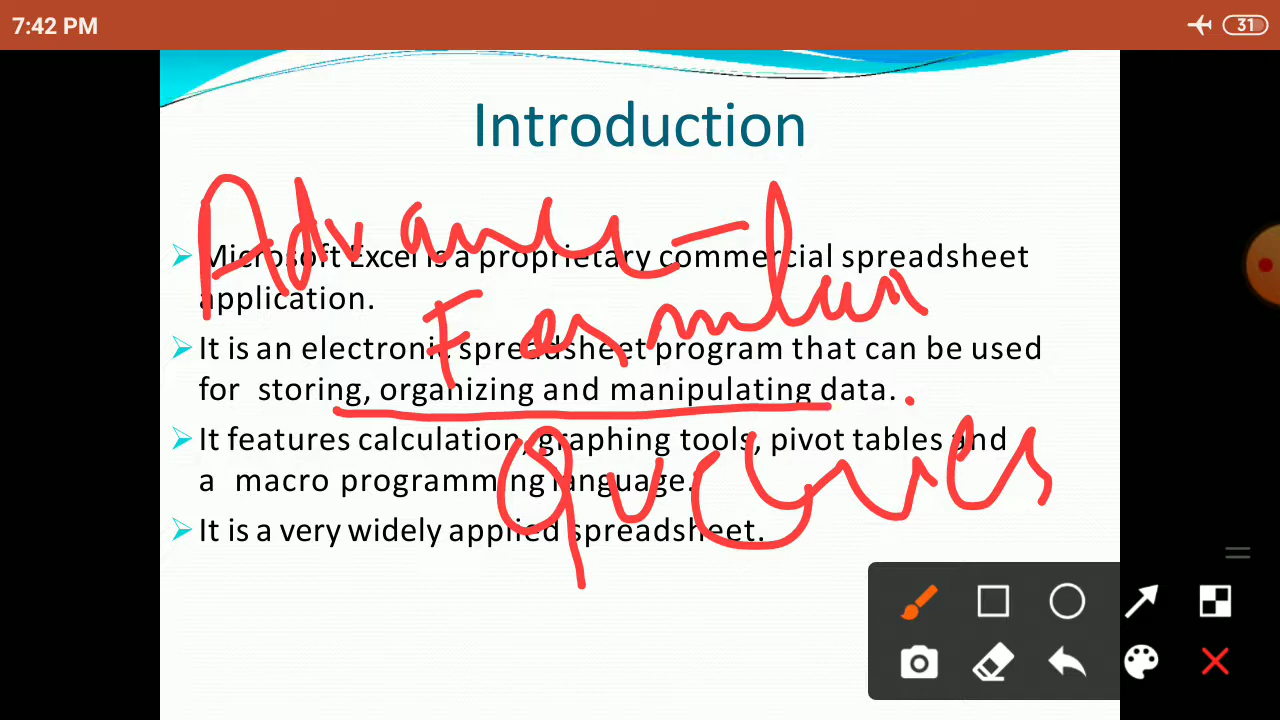 7:42 PM
31
Introduction
Advance
Microsoft Excel is a proprietary commercial spreadsheet
application.
Formulas
It is an electronic spreadsheet program that can be used
for storing, organizing and manipulating data.
It features calculation, graphing tools, pivot tables and
a macro programming language.
Queries
It is a very widely applied spreadsheet.